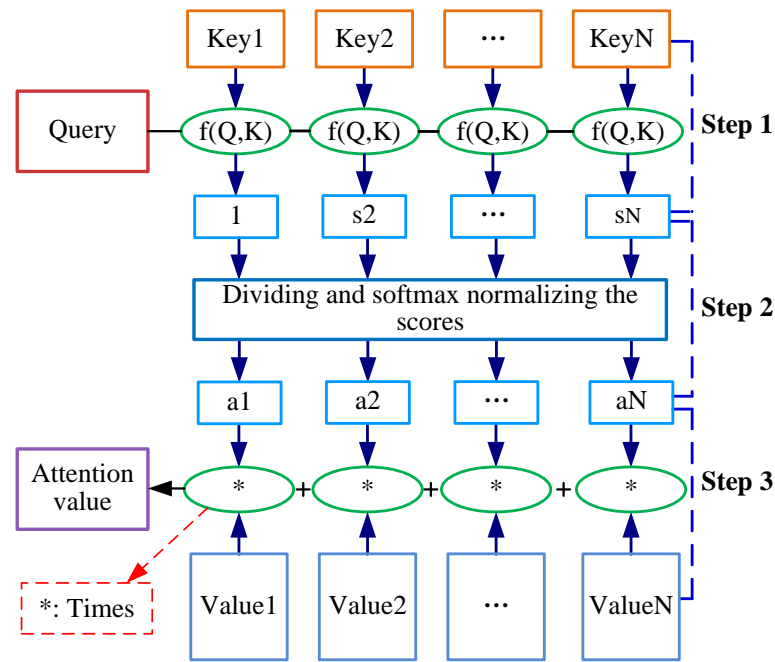 Key1 Key2 ... KeyN
Step 1
Query f(Q,K) f(Q,K) f(Q,K) f(Q,K)
1 s2 ... sN
Dividing and softmax normalizing the
scores
Step 2
a1 a2 ... aN
Attention
value
* + * + * + *
Step 3
*: Times
Value1 Value2 ... ValueN